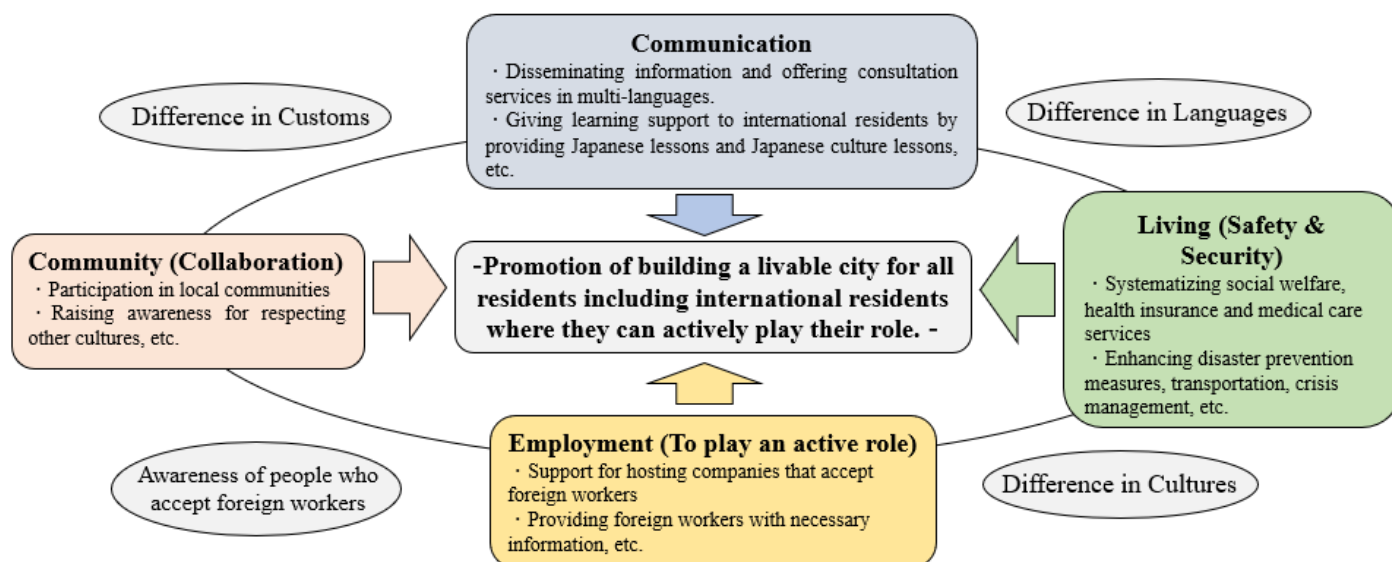 Communication
・Disseminating information and offering consultation
services in multi-languages.
・Giving learning support to international residents by
providing Japanese lessons and Japanese culture lessons,
etc.
Difference in Customs
Difference in Languages
Community (Collaboration)
・Participation in local communities
・Raising awareness for respecting
other cultures, etc.
-Promotion of building a livable city for all
residents including international residents
where they can actively play their role. -
Living (Safety &
Security)
・Systematizing social welfare,
health insurance and medical care
services
・Enhancing disaster prevention
measures, transportation, crisis
management, etc.
Employment (To play an active role)
・Support for hosting companies that accept
foreign workers
・Providing foreign workers with necessary
information, etc.
Awareness of people who
accept foreign workers
Difference in Cultures